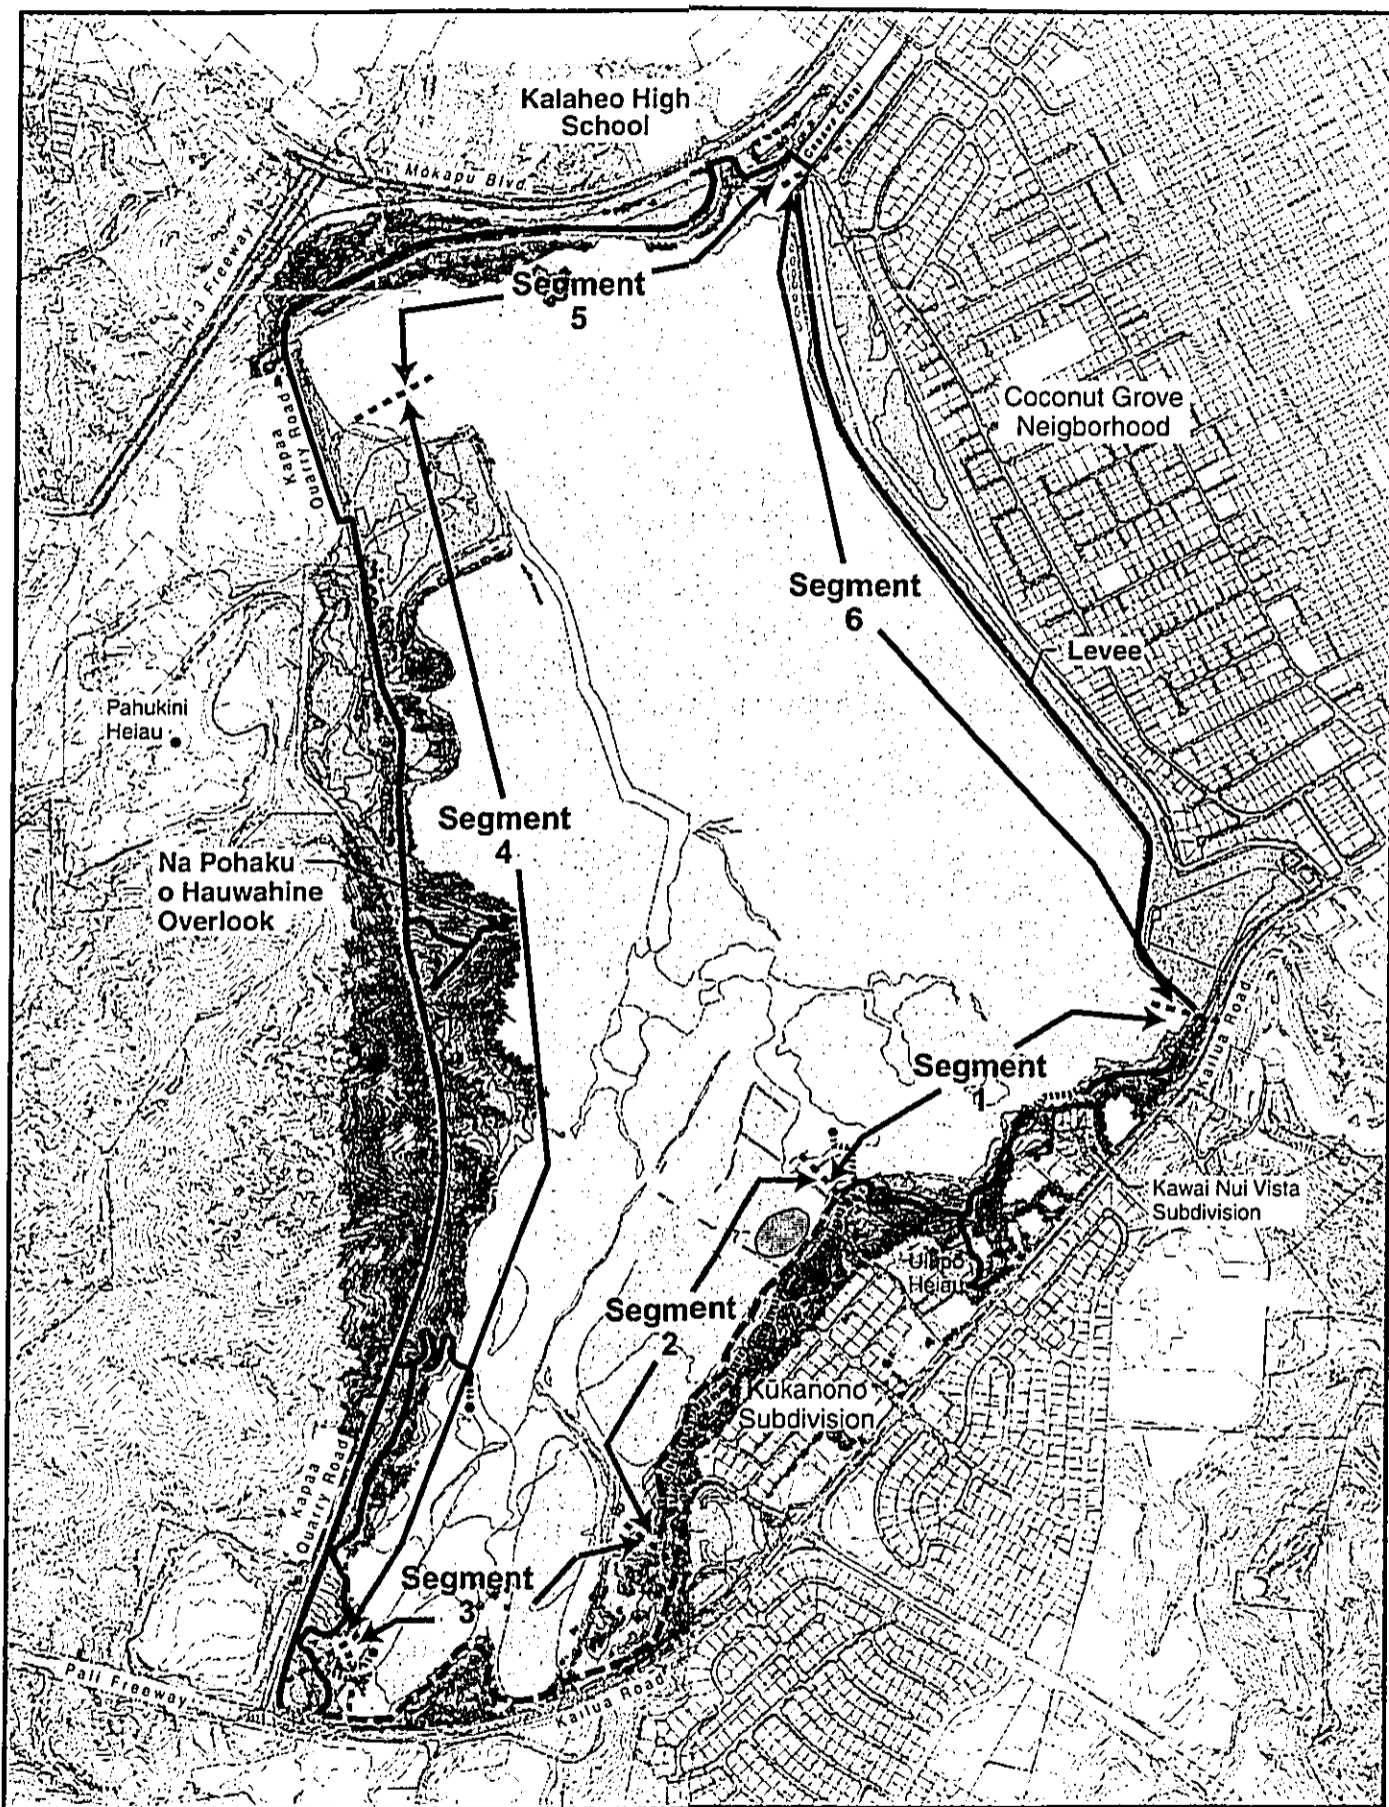 Kalaheo High
School
Mokapu Blvd
H-3 Freeway
Segment
5
Kapaa
Quarry Road
Coconut Grove
Neigborhood
Segment
6
Levee
Pahukini
Heiau
Segment
4
Na Pohaku
o Hauwahine
Overlook
Kailua Road
Segment
1
Kawai Nui Vista
Subdivision
Ulupo
Heiau
Segment
2
Kūkanono
Subdivision
Kapaa
Quarry Road
Segment
3
Pali Freeway
Kailua Road